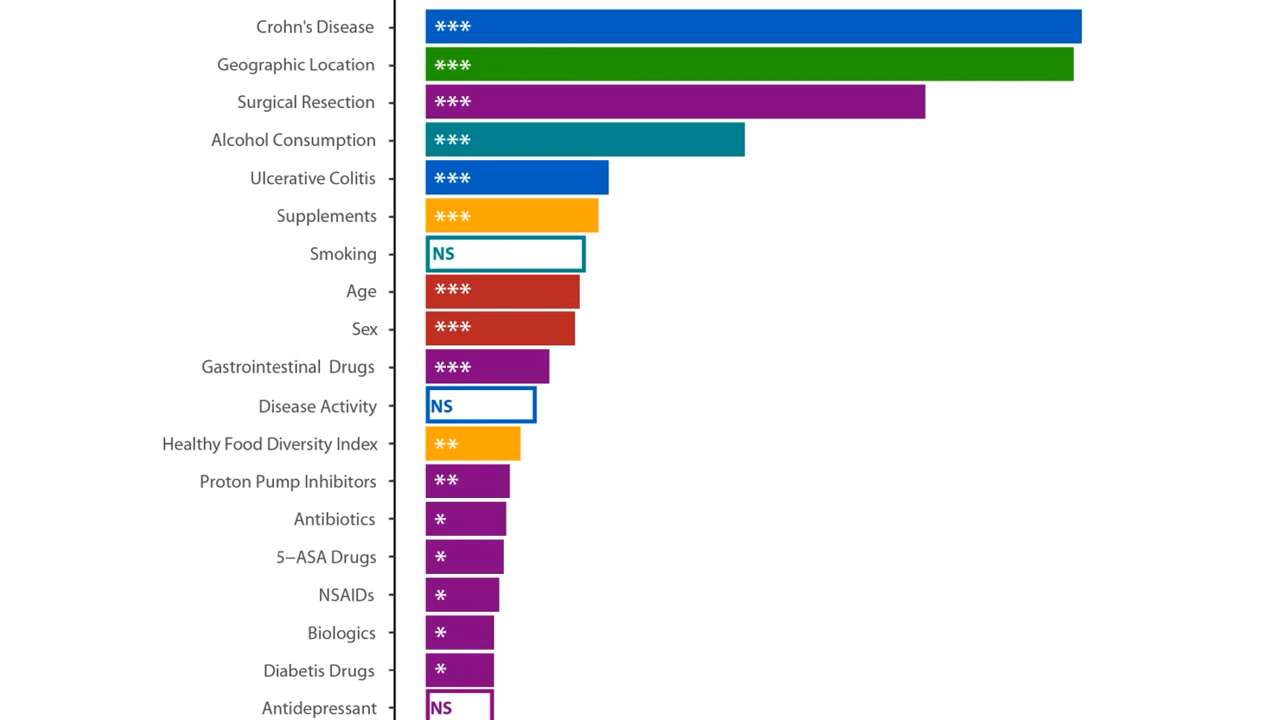 Crohn's Disease ***
Geographic Location ***
Surgical Resection ***
Alcohol Consumption ***
Ulcerative Colitis ***
Supplements ***
Smoking NS
Age ***
Sex ***
Gastrointestinal Drugs ***
Disease Activity NS
Healthy Food Diversity Index **
Proton Pump Inhibitors **
Antibiotics *
5–ASA Drugs *
NSAIDs *
Biologics *
Diabetis Drugs *
Antidepressant NS